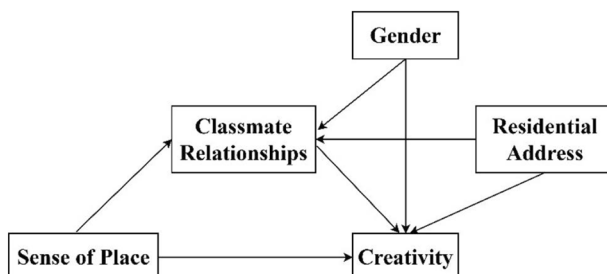 Gender
Classmate
Relationships
Residential
Address
Sense of Place
Creativity